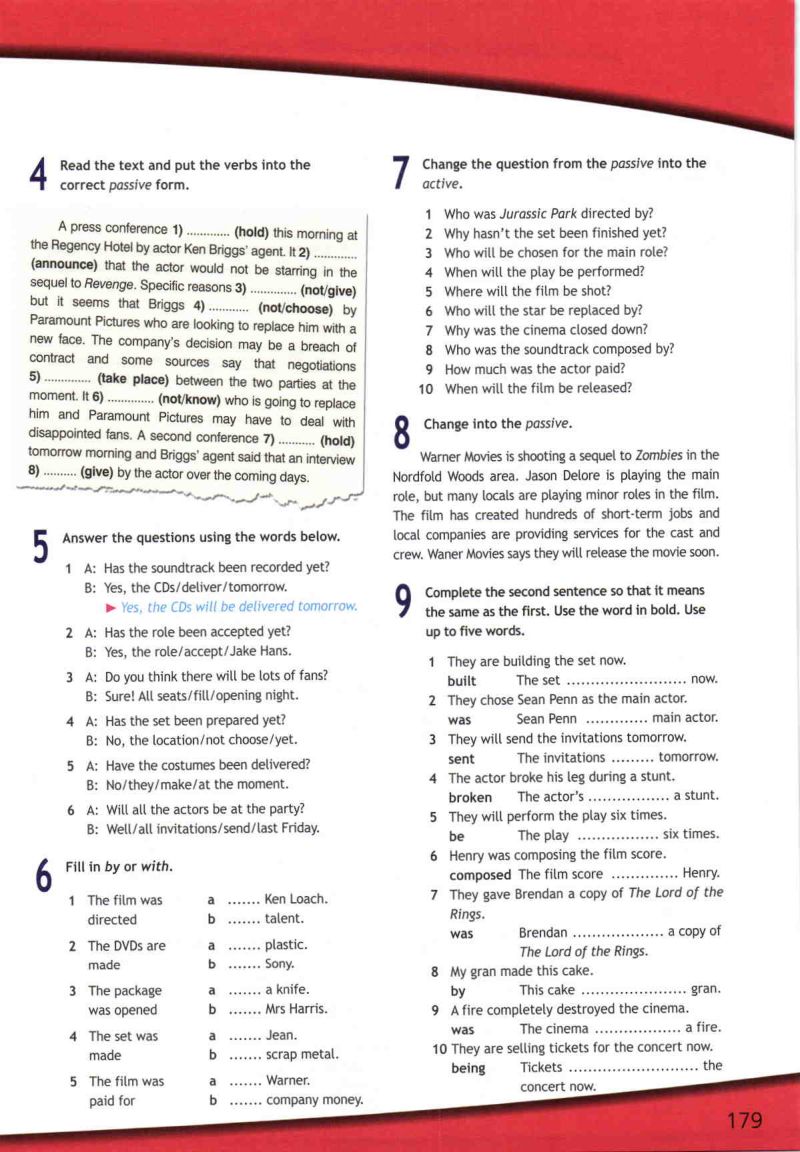 4 Read the text and put the verbs into the
correct passive form.
A press conference 1) ............. (hold) this morning at
the Regency Hotel by actor Ken Briggs' agent. It 2) .............
(announce) that the actor would not be starring in the
sequel to Revenge. Specific reasons 3) .............. (not/give)
but it seems that Briggs 4) ............ (not/choose) by
Paramount Pictures who are looking to replace him with a
new face. The company's decision may be a breach of
contract and some sources say that negotiations
5) .............. (take place) between the two parties at the
moment. It 6) .............. (not/know) who is going to replace
him and Paramount Pictures may have to deal with
disappointed fans. A second conference 7) ........... (hold)
tomorrow morning and Briggs' agent said that an interview
8) .......... (give) by the actor over the coming days.
5 Answer the questions using the words below.
1 A: Has the soundtrack been recorded yet?
B: Yes, the CDs/deliver/tomorrow.
► Yes, the CDs will be delivered tomorrow.
2 A: Has the role been accepted yet?
B: Yes, the role/accept/Jake Hans.
3 A: Do you think there will be lots of fans?
B: Sure! All seats/fill/opening night.
4 A: Has the set been prepared yet?
B: No, the location/not choose/yet.
5 A: Have the costumes been delivered?
B: No/they/make/at the moment.
6 A: Will all the actors be at the party?
B: Well/all invitations/send/last Friday.
6 Fill in by or with.
1 The film was a ....... Ken Loach.
directed b ....... talent.
2 The DVDs are a ....... plastic.
made b ....... Sony.
3 The package a ....... a knife.
was opened b ....... Mrs Harris.
4 The set was a ....... Jean.
made b ....... scrap metal.
5 The film was a ....... Warner.
paid for b ....... company money.
7 Change the question from the passive into the
active.
1 Who was Jurassic Park directed by?
2 Why hasn't the set been finished yet?
3 Who will be chosen for the main role?
4 When will the play be performed?
5 Where will the film be shot?
6 Who will the star be replaced by?
7 Why was the cinema closed down?
8 Who was the soundtrack composed by?
9 How much was the actor paid?
10 When will the film be released?
8 Change into the passive.
Warner Movies is shooting a sequel to Zombies in the
Nordfold Woods area. Jason Delore is playing the main
role, but many locals are playing minor roles in the film.
The film has created hundreds of short-term jobs and
local companies are providing services for the cast and
crew. Waner Movies says they will release the movie soon.
9 Complete the second sentence so that it means
the same as the first. Use the word in bold. Use
up to five words.
1 They are building the set now.
built The set ......................... now.
2 They chose Sean Penn as the main actor.
was Sean Penn ............. main actor.
3 They will send the invitations tomorrow.
sent The invitations ......... tomorrow.
4 The actor broke his leg during a stunt.
broken The actor's ................. a stunt.
5 They will perform the play six times.
be The play ................. six times.
6 Henry was composing the film score.
composed The film score .............. Henry.
7 They gave Brendan a copy of The Lord of the
Rings.
was Brendan ................... a copy of
The Lord of the Rings.
8 My gran made this cake.
by This cake ...................... gran.
9 A fire completely destroyed the cinema.
was The cinema .................. a fire.
10 They are selling tickets for the concert now.
being Tickets ........................... the
concert now.
179